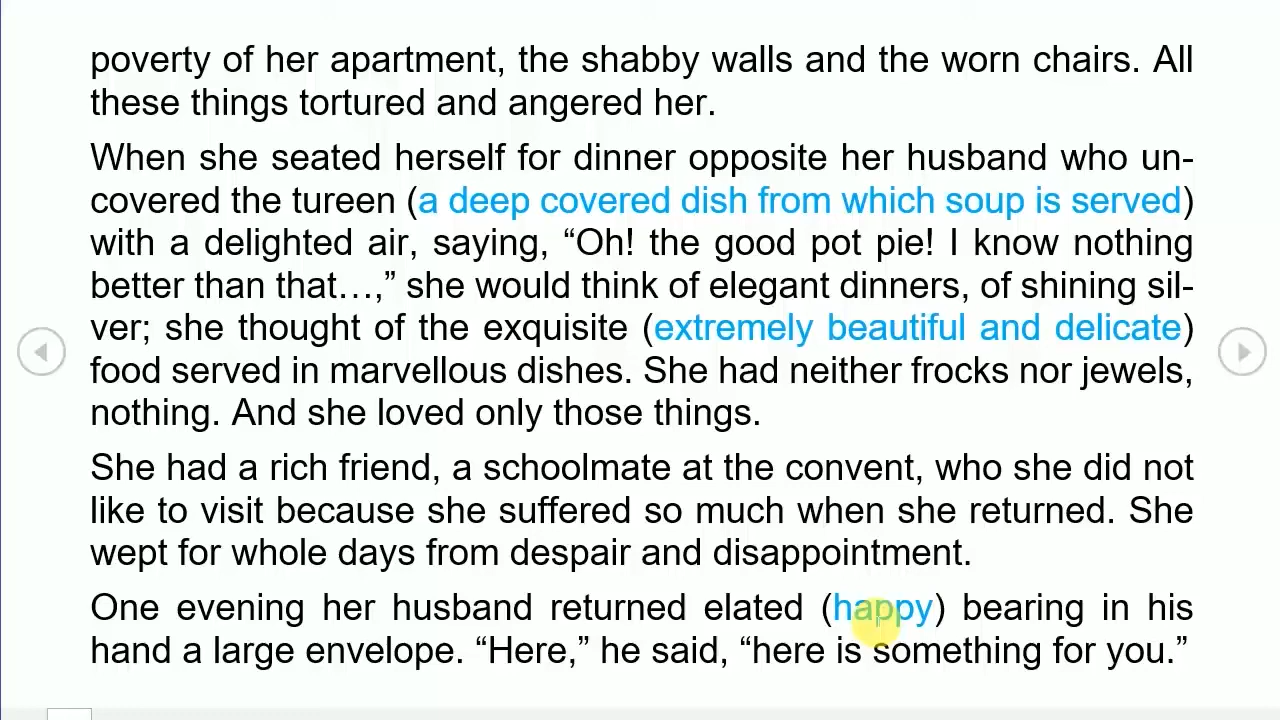 poverty of her apartment, the shabby walls and the worn chairs. All
these things tortured and angered her.
When she seated herself for dinner opposite her husband who un-
covered the tureen (a deep covered dish from which soup is served)
with a delighted air, saying, “Oh! the good pot pie! I know nothing
better than that…,” she would think of elegant dinners, of shining sil-
ver; she thought of the exquisite (extremely beautiful and delicate)
food served in marvellous dishes. She had neither frocks nor jewels,
nothing. And she loved only those things.
She had a rich friend, a schoolmate at the convent, who she did not
like to visit because she suffered so much when she returned. She
wept for whole days from despair and disappointment.
One evening her husband returned elated (happy) bearing in his
hand a large envelope. “Here,” he said, “here is something for you.”